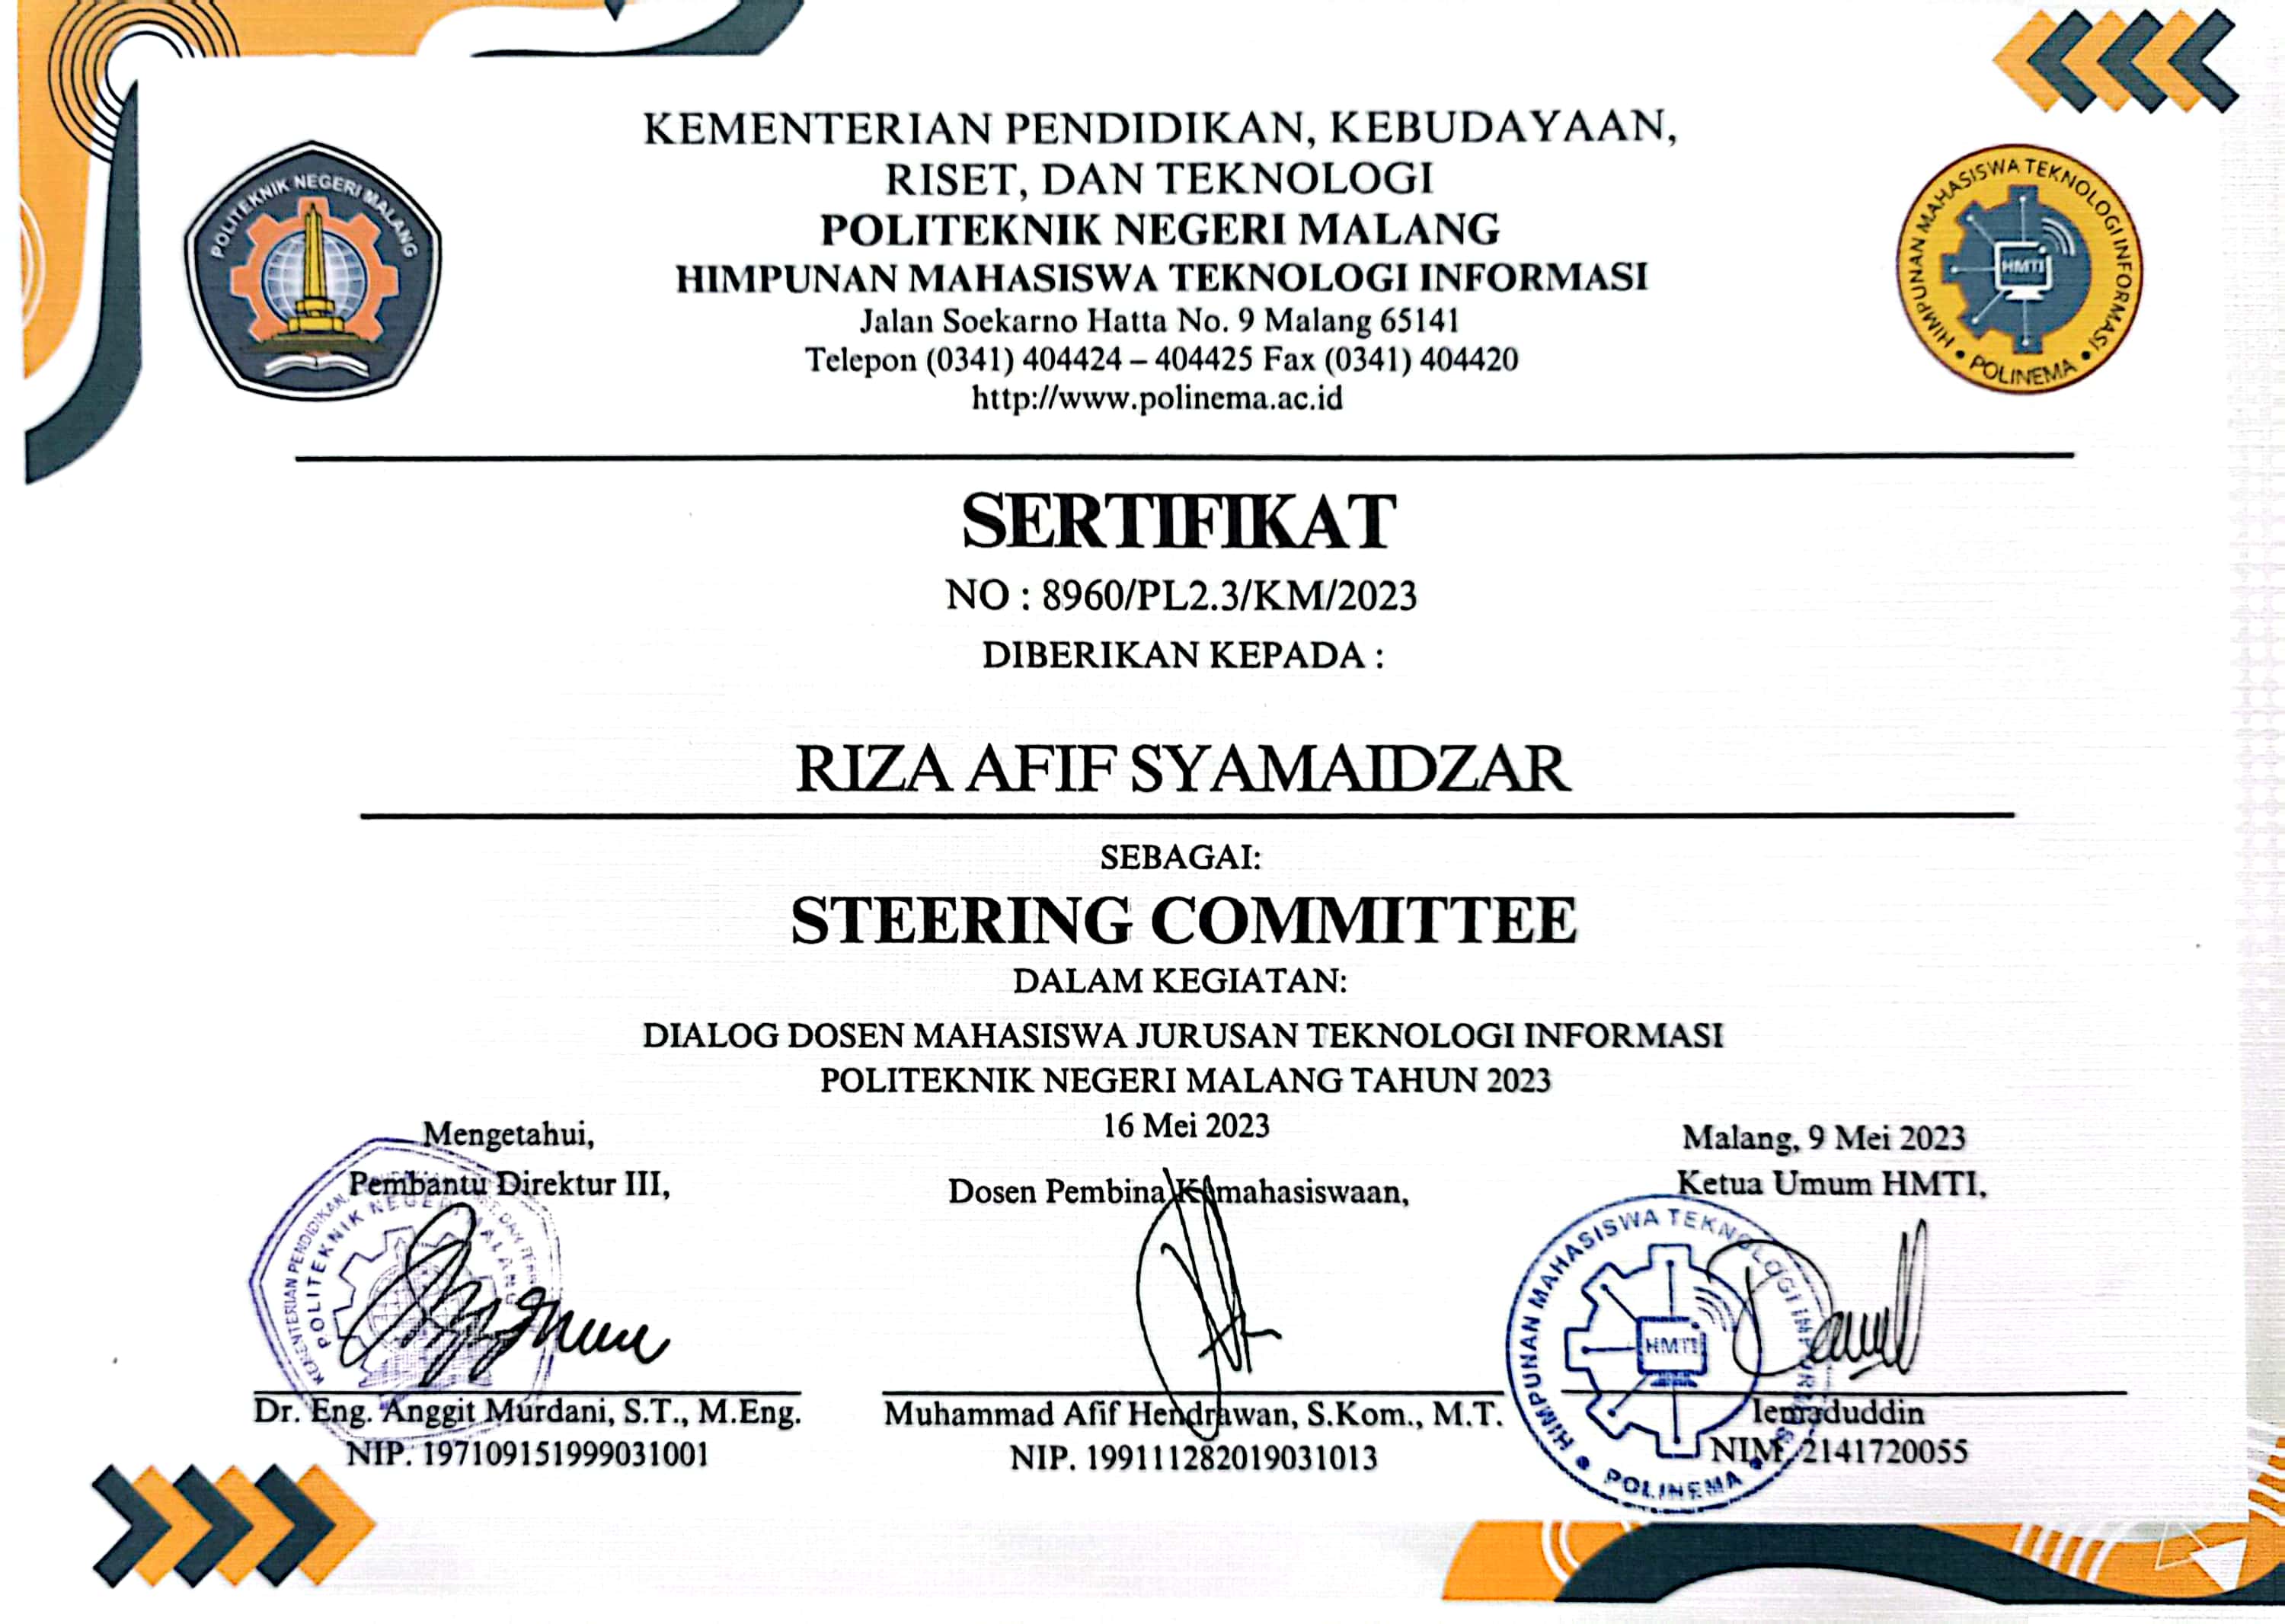 KEMENTERIAN PENDIDIKAN, KEBUDAYAAN,
RISET, DAN TEKNOLOGI
POLITEKNIK NEGERI MALANG
HIMPUNAN MAHASISWA TEKNOLOGI INFORMASI
Jalan Soekarno Hatta No. 9 Malang 65141
Telepon (0341) 404424 – 404425 Fax (0341) 404420
http://www.polinema.ac.id
POLITEKNIK NEGERI MALANG
HIMPUNAN MAHASISWA TEKNOLOGI INFORMASI
HMTI
• POLINEMA •
SERTIFIKAT
NO : 8960/PL2.3/KM/2023
DIBERIKAN KEPADA :
RIZA AFIF SYAMAIDZAR
SEBAGAI:
STEERING COMMITTEE
DALAM KEGIATAN:
DIALOG DOSEN MAHASISWA JURUSAN TEKNOLOGI INFORMASI
POLITEKNIK NEGERI MALANG TAHUN 2023
16 Mei 2023
Mengetahui,
Pembantu Direktur III,
POLITEKNIK NEGERI MALANG
Dr. Eng. Anggit Murdani, S.T., M.Eng.
NIP. 197109151999031001
Dosen Pembina Kemahasiswaan,
Muhammad Afif Hendrawan, S.Kom., M.T.
NIP. 199111282019031013
Malang, 9 Mei 2023
Ketua Umum HMTI,
HIMPUNAN MAHASISWA TEKNOLOGI INFORMASI
HMTI
• POLINEMA •
Iemaduddin
NIM. 2141720055